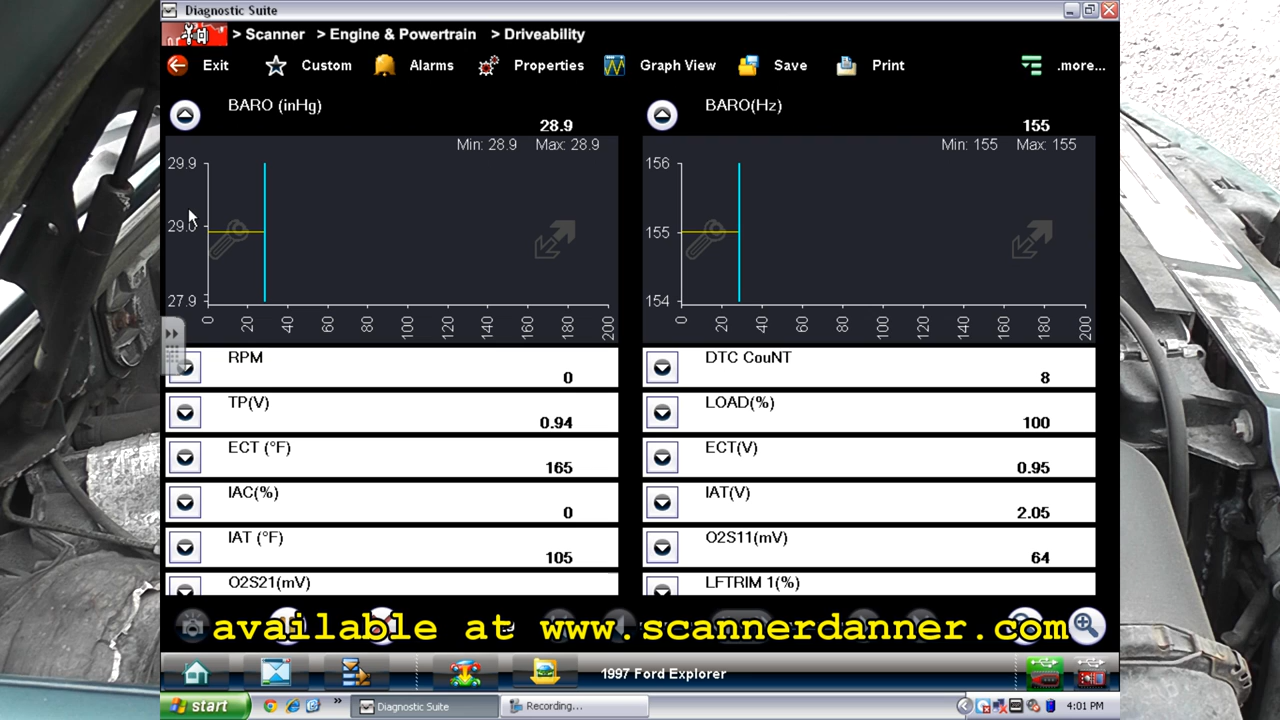 Diagnostic Suite
> Scanner > Engine & Powertrain > Driveability
Exit Custom Alarms Properties Graph View Save Print .more...
BARO (inHg)
28.9
Min: 28.9 Max: 28.9
29.9
29.0
27.9
0 20 40 60 80 100 120 140 160 180 200
BARO(Hz)
155
Min: 155 Max: 155
156
155
154
0 20 40 60 80 100 120 140 160 180 200
RPM
0
DTC CouNT
8
TP(V)
0.94
LOAD(%)
100
ECT (°F)
165
ECT(V)
0.95
IAC(%)
0
IAT(V)
2.05
IAT (°F)
105
O2S11(mV)
64
O2S21(mV)
LFTRIM 1(%)
available at www.scannerdanner.com
1997 Ford Explorer
start Diagnostic Suite Recording... 4:01 PM